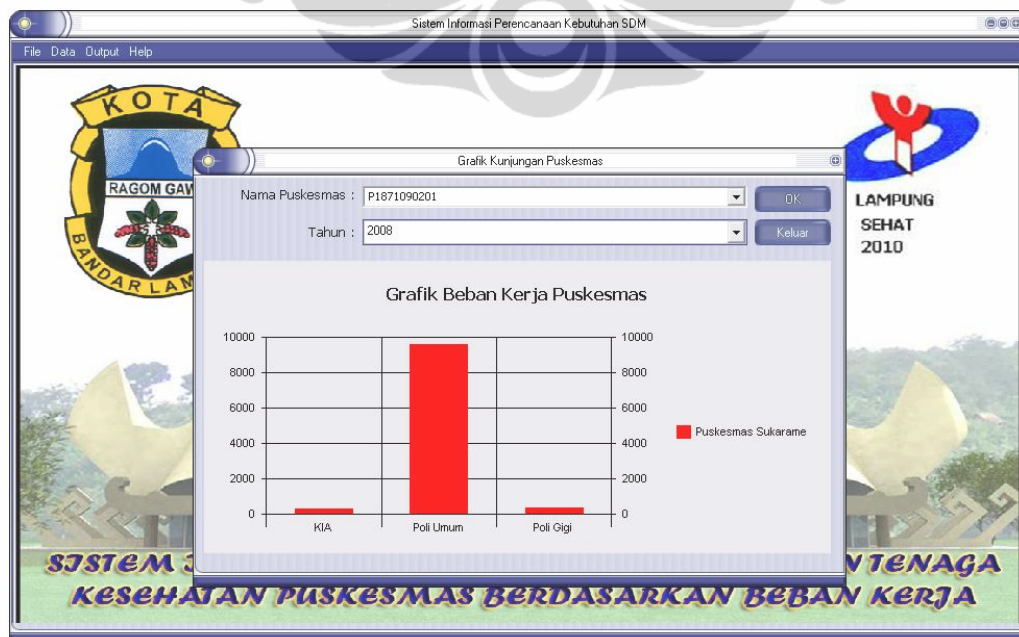 Sistem Informasi Perencanaan Kebutuhan SDM
File Data Output Help
KOTA
RAGOM GAW
BANDAR LAM
LAMPUNG
SEHAT
2010
Grafik Kunjungan Puskesmas
Nama Puskesmas : P1871090201 OK
Tahun : 2008 Keluar
Grafik Beban Kerja Puskesmas
10000 10000
8000 8000
6000 6000
4000 4000
2000 2000
0 0
KIA Poli Umum Poli Gigi
Puskesmas Sukarame
SISTEM TENAGA
KESEHATAN PUSKESMAS BERDASARKAN BEBAN KERJA